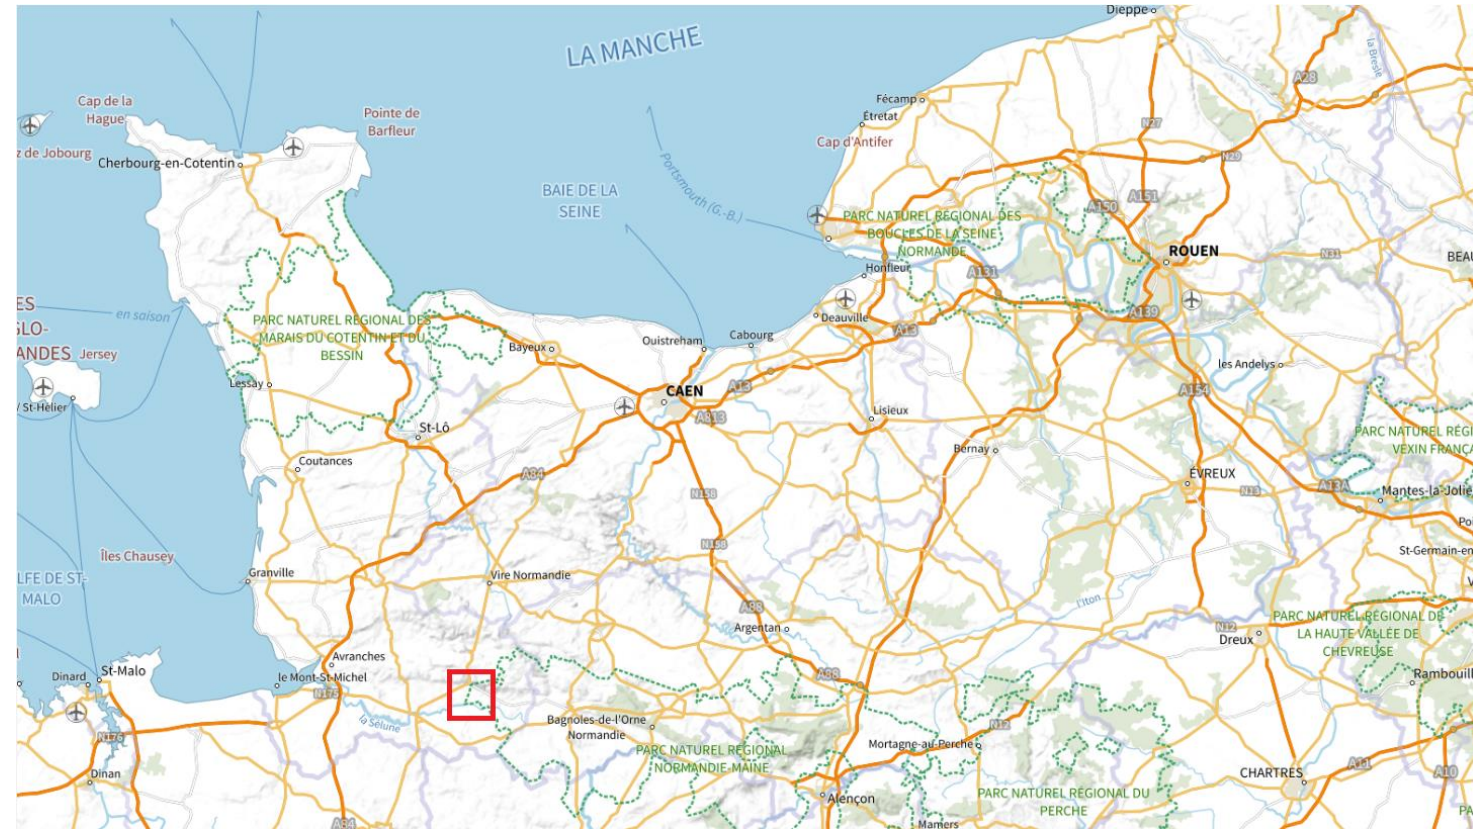 Dieppe
LA MANCHE
La Bresle
A28
Cap de la
Hague
Pointe de
Barfleur
Fécamp
Étretat
Cap d'Antifer
N27
z de Jobourg
Cherbourg-en-Cotentin
N29
BAIE DE LA
SEINE
Portsmouth (G.-B.)
A151
A150
PARC NATUREL RÉGIONAL DES
BOUCLES DE LA SEINE
NORMANDE
ROUEN
N31
BEAU
Honfleur
A131
ES
GLO-
ANDES
en saison
Jersey
/ St-Hélier
PARC NATUREL RÉGIONAL DES
MARAIS DU COTENTIN ET DU
BESSIN
Deauville
A13
A139
Ouistreham
Cabourg
Bayeux
les Andelys
Lessay
CAEN
A13
A813
A154
Lisieux
St-Lô
PARC NATUREL RÉGI
VEXIN FRANÇA
Coutances
Bernay
A84
ÉVREUX
N13
A13A
Mantes-la-Jolie
N158
Po
N158
Îles Chausey
St-Germain-en
Granville
Vire Normandie
LFE DE ST-
MALO
l'Iton
A88
Argentan
N12
Dreux
PARC NATUREL RÉGIONAL DE
LA HAUTE VALLÉE DE
CHEVREUSE
Avranches
St-Malo
Dinard
le Mont-St-Michel
N175
A88
Rambouill
la Sélune
Bagnoles-de-l'Orne
Normandie
N12
N176
Mortagne-au-Perche
PARC NATUREL RÉGIONAL
NORMANDIE-MAINE
Dinan
CHARTRES
A11
A10
Alençon
PARC NATUREL RÉGIONAL DU
PERCHE
Mamers
A84